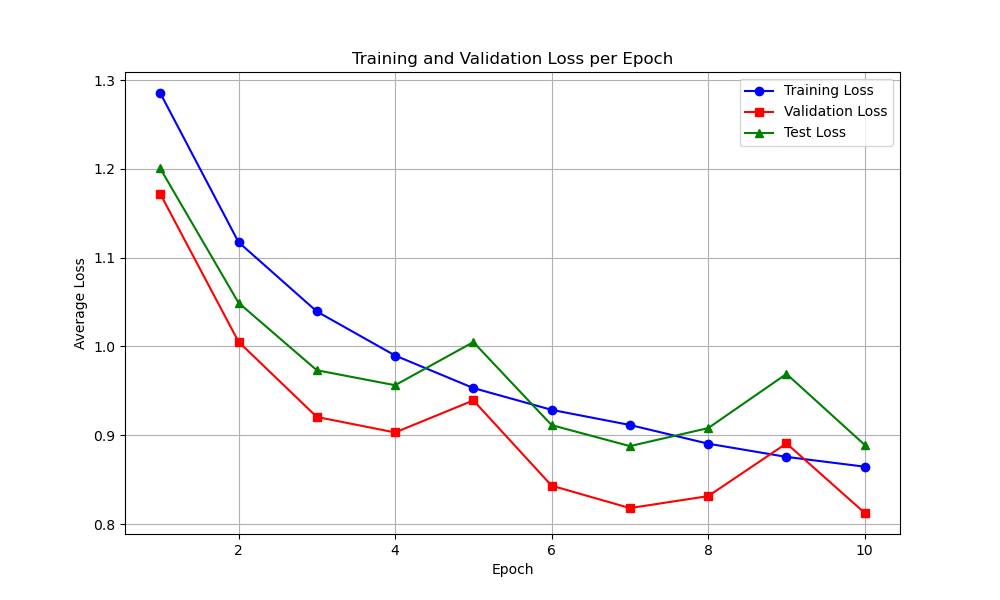 Training and Validation Loss per Epoch
Training Loss
Validation Loss
Test Loss
Average Loss
1.3
1.2
1.1
1.0
0.9
0.8
2
4
6
8
10
Epoch